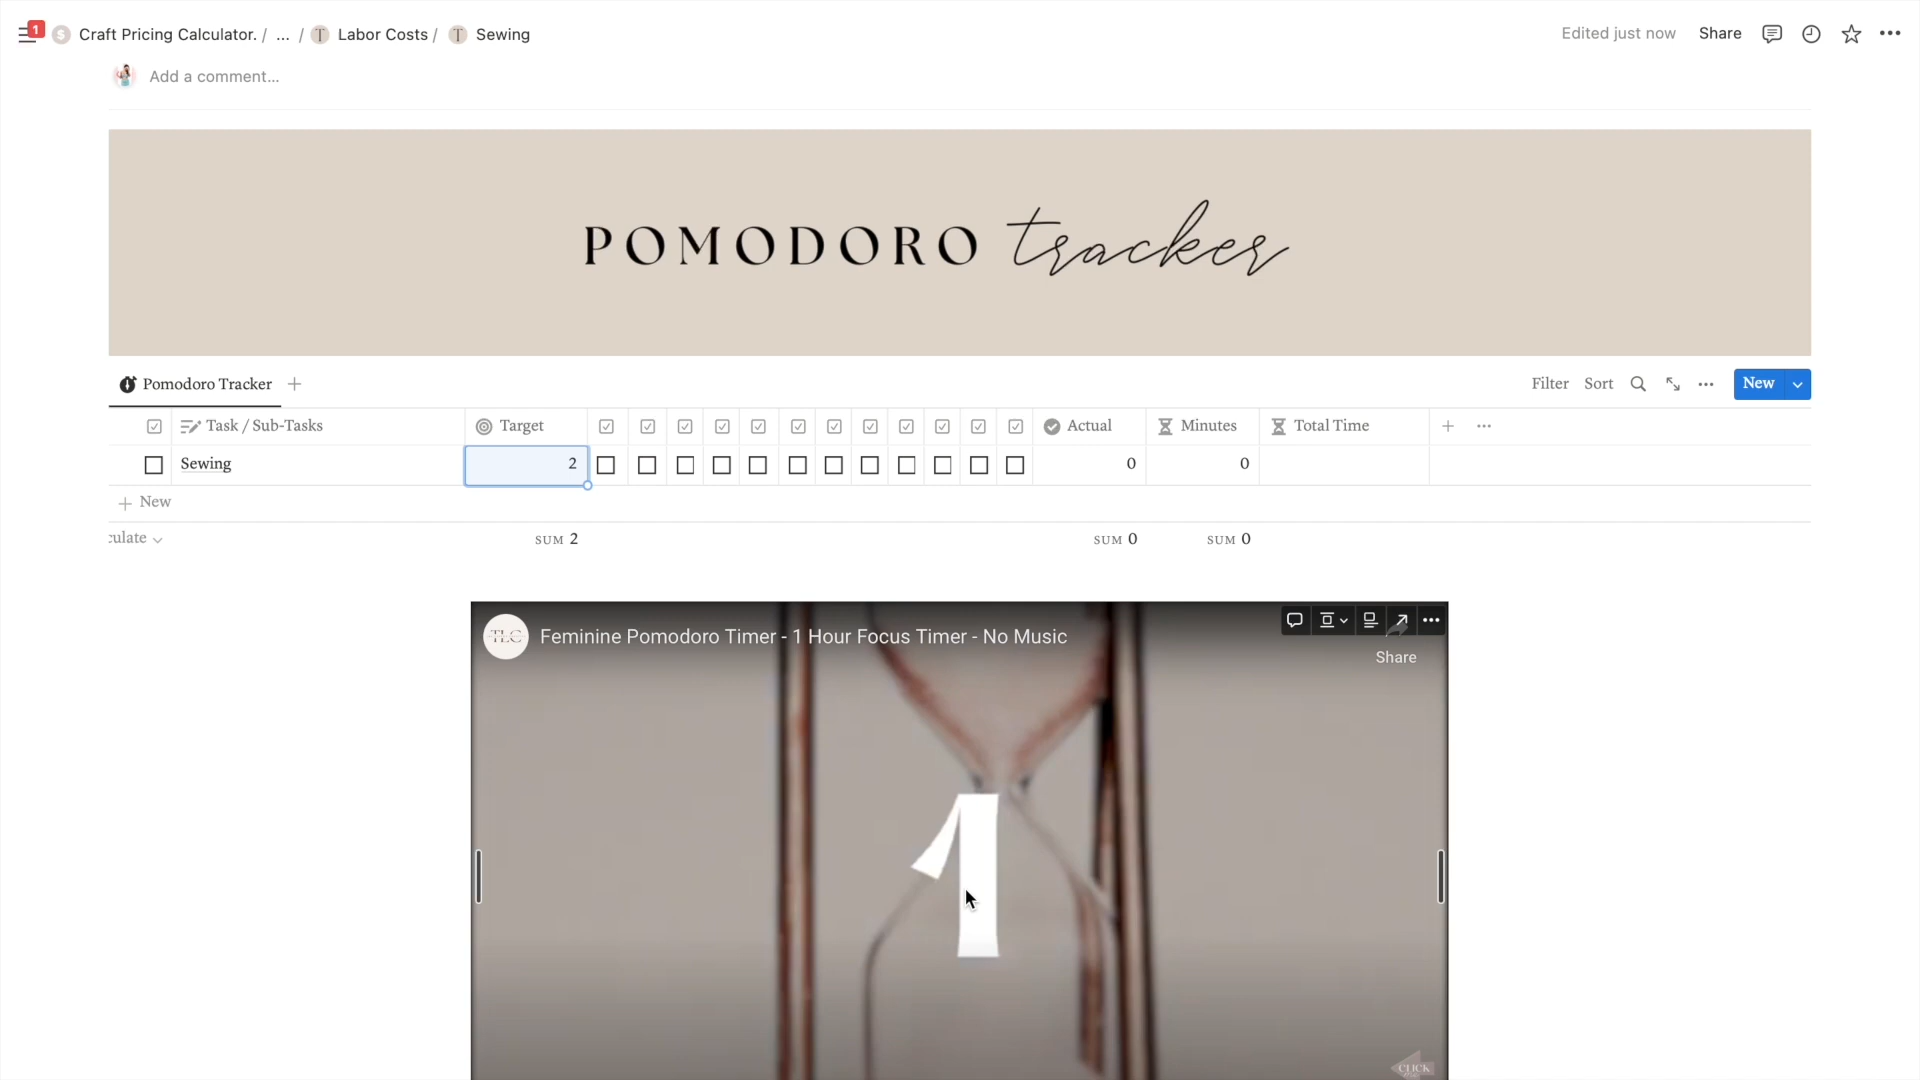 1
$ Craft Pricing Calculator. / ... / T Labor Costs / T Sewing
Edited just now Share
Add a comment...
POMODORO tracker
Pomodoro Tracker
Filter Sort New
Task / Sub-Tasks Target Actual Minutes Total Time
Sewing 2 0 0
New
culate SUM 2 SUM 0 SUM 0
TLC Feminine Pomodoro Timer - 1 Hour Focus Timer - No Music
Share
1
CLICK